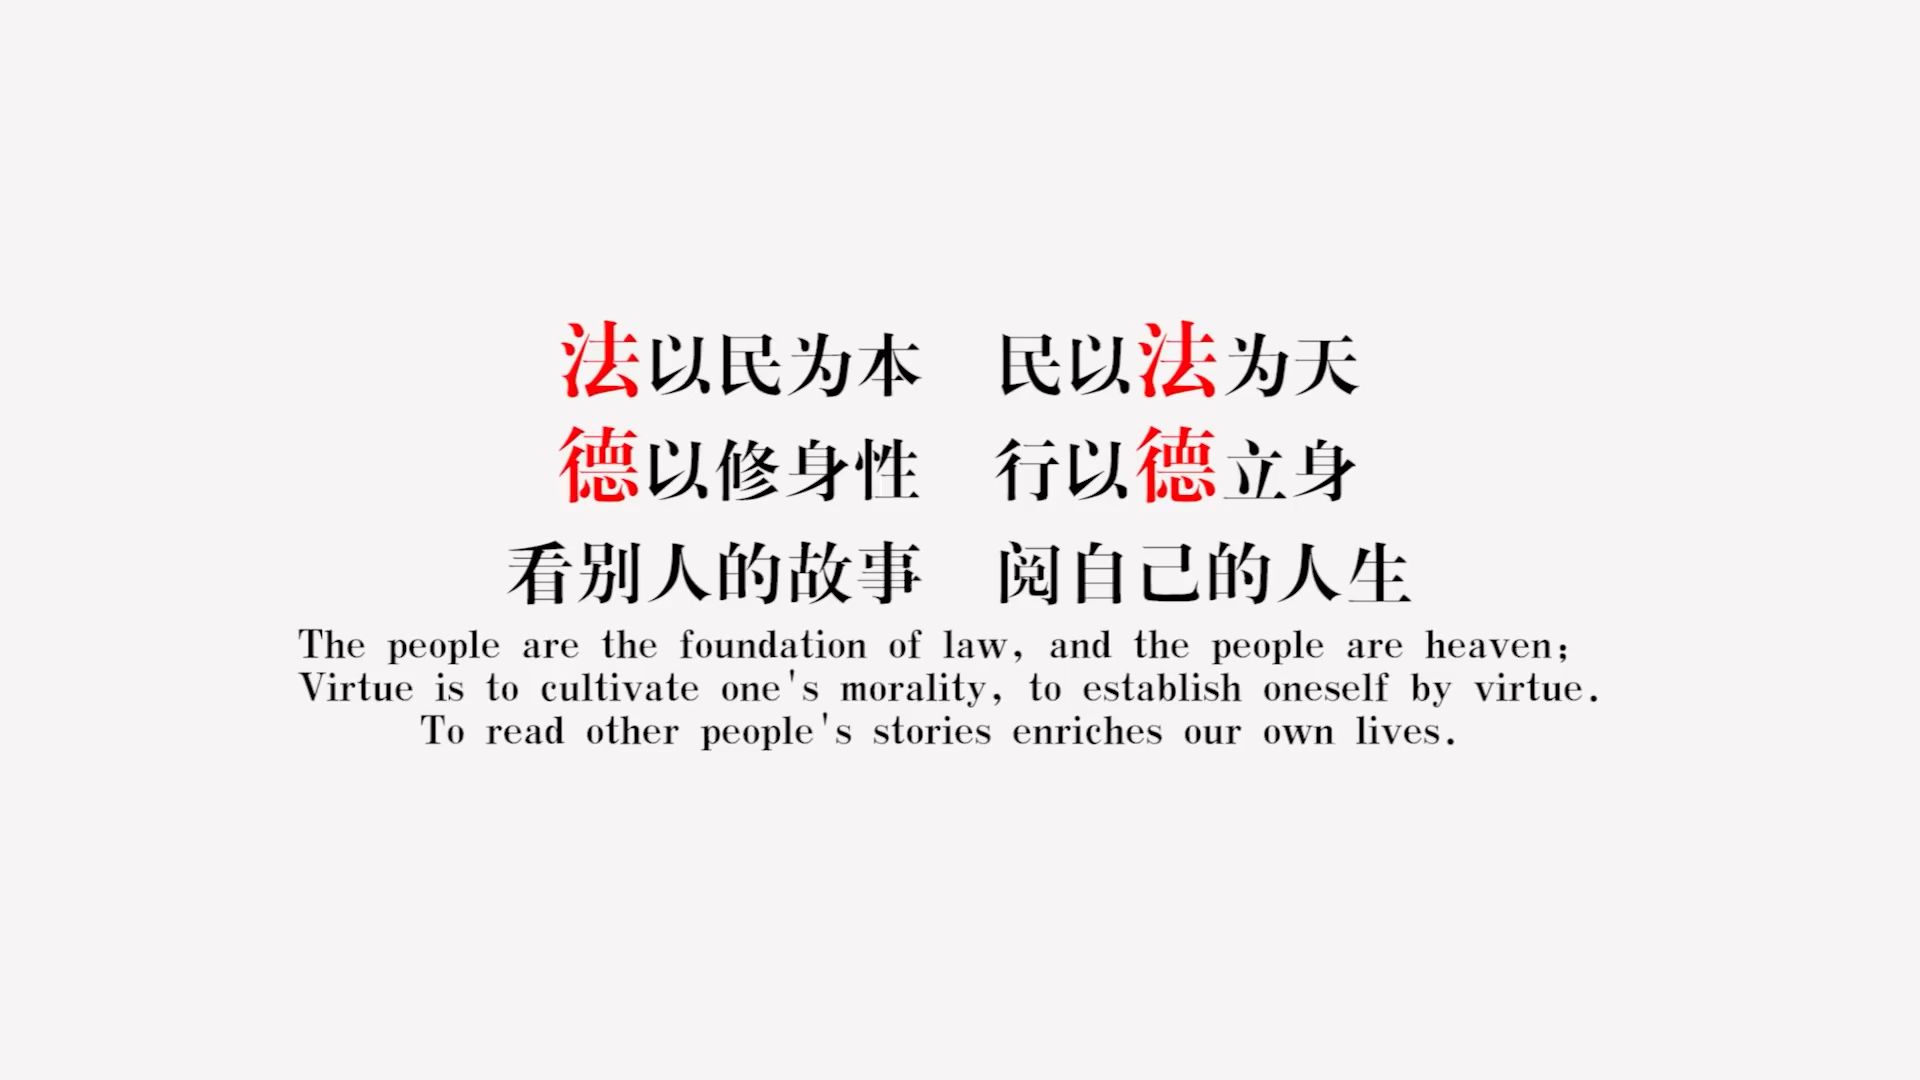 法以民为本 民以法为天
德以修身性 行以德立身
看别人的故事 阅自己的人生
The people are the foundation of law, and the people are heaven;
Virtue is to cultivate one's morality, to establish oneself by virtue.
To read other people's stories enriches our own lives.